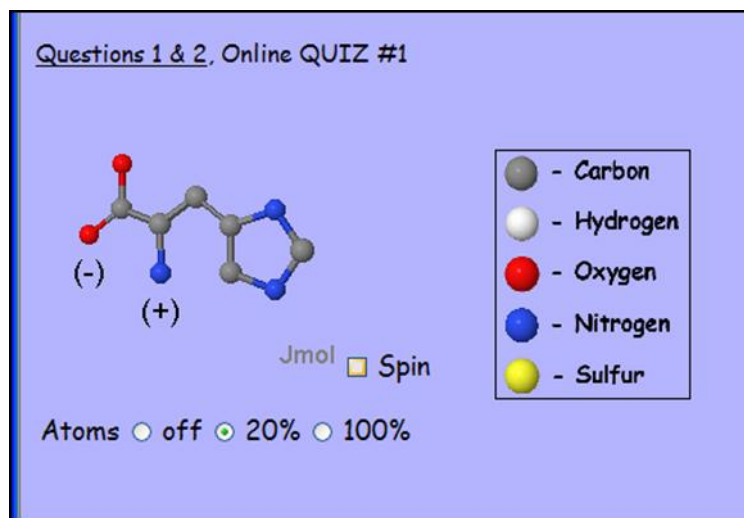 Questions 1 & 2, Online QUIZ #1
- Carbon
- Hydrogen
- Oxygen
- Nitrogen
- Sulfur
(-)
(+)
Jmol Spin
Atoms off 20% 100%